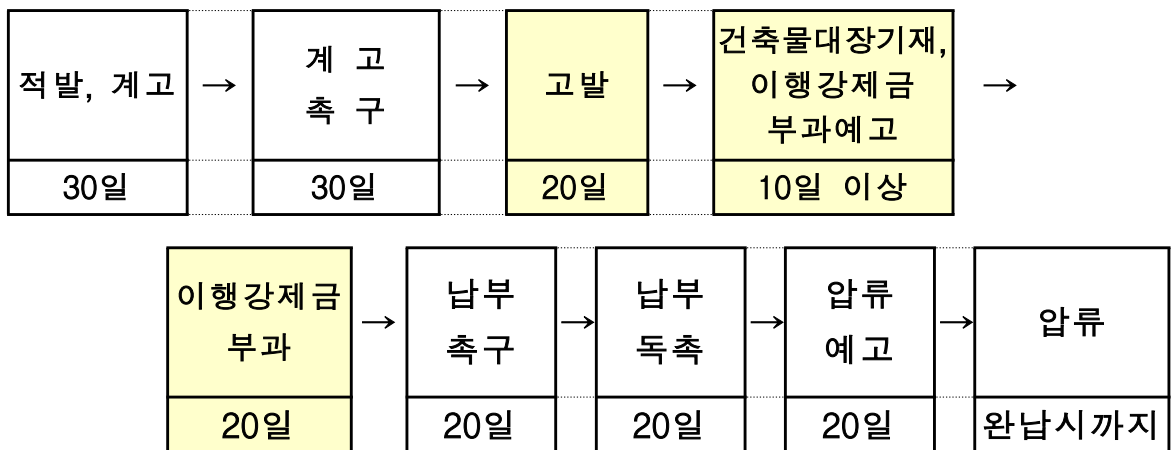 적발, 계고 → 계 고 → 고발 → 건축물대장기재, →
촉 구 이행강제금
부과예고
30일 30일 20일 10일 이상
이행강제금 → 납부 → 납부 → 압류 → 압류
부과 촉구 독촉 예고
20일 20일 20일 20일 완납시까지